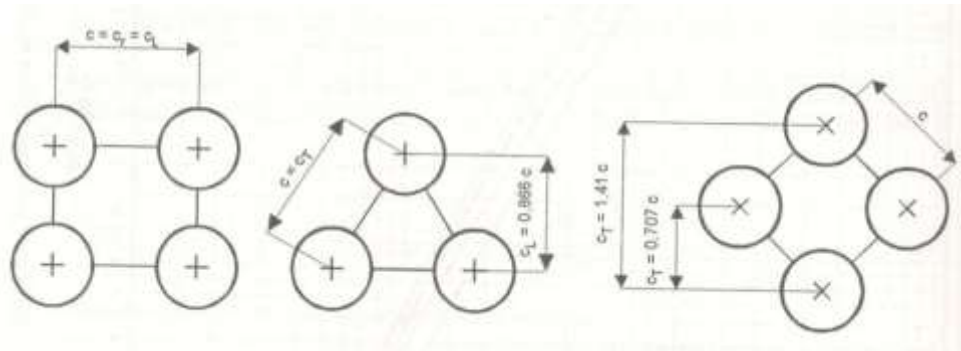 c = c_T = c_L
c = c_T
c_L = 0,866 c
c_T = 1,41 c
c_T = 0,707 c
c